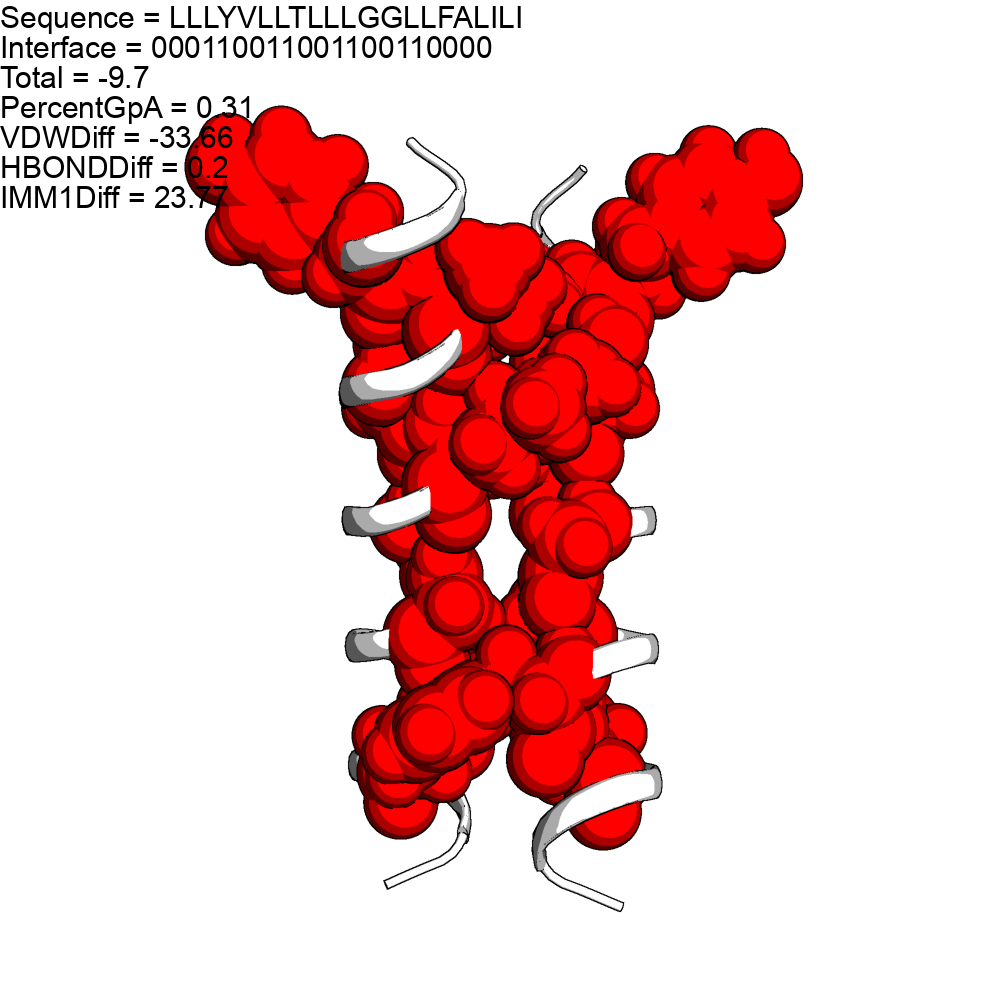 Sequence = LLLYVLLTLLLGGLLFALILI
Interface = 000110011001100110000
Total = -9.7
PercentGpA = 0.31
VDWDiff = -33.66
HBONDDiff = 0.2
IMM1Diff = 23.77